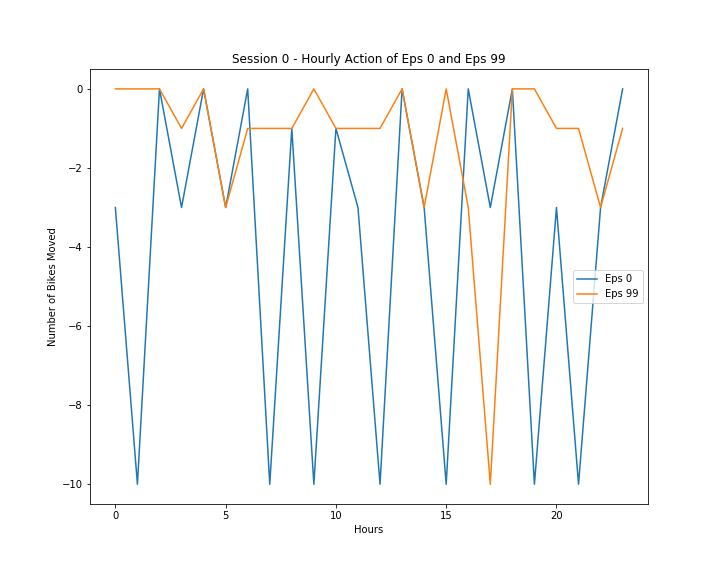 Session 0 - Hourly Action of Eps 0 and Eps 99
Number of Bikes Moved
0
−2
−4
−6
−8
−10
Eps 0
Eps 99
0 5 10 15 20
Hours